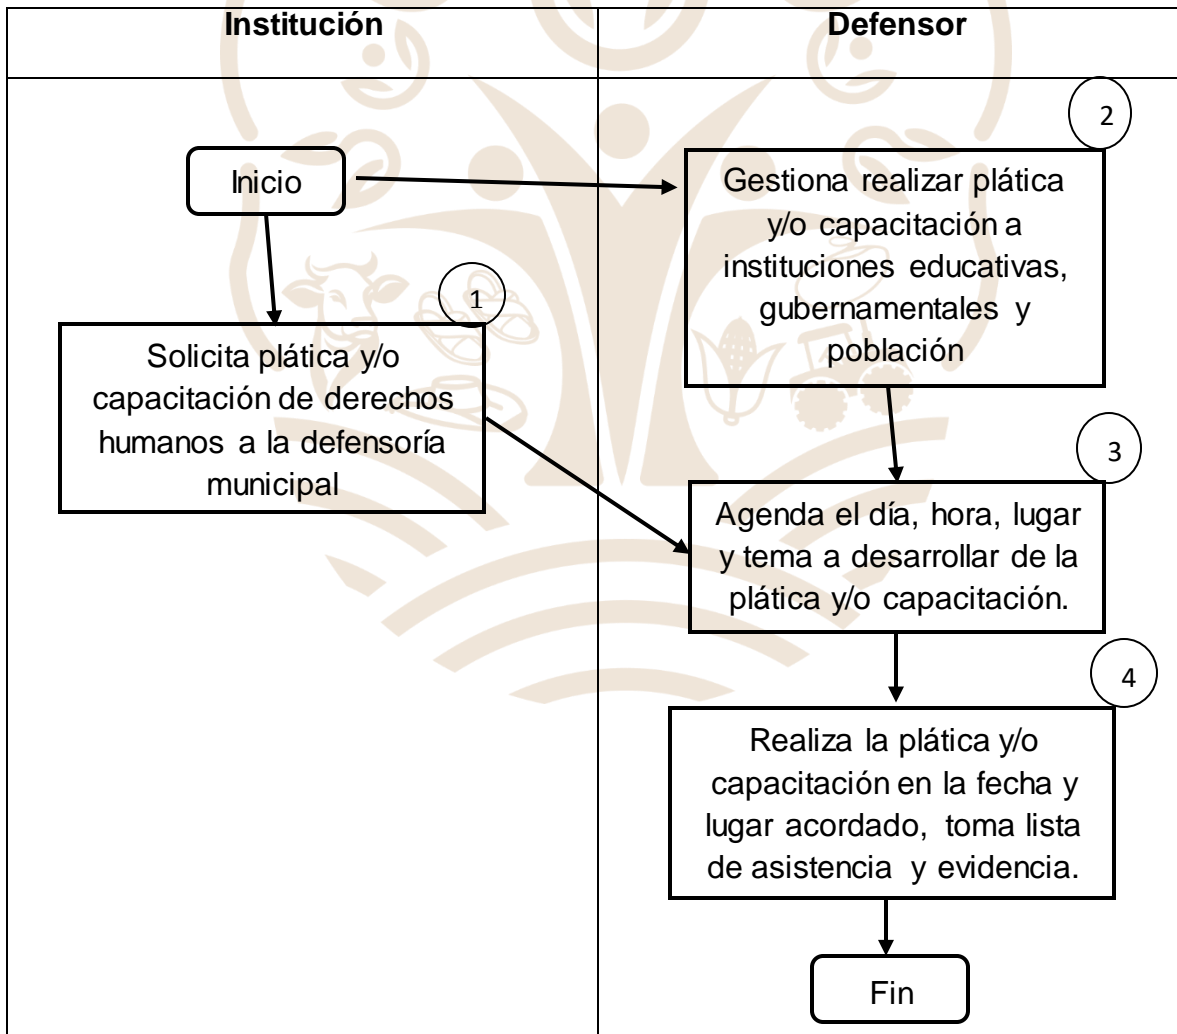 Institución
Defensor
2
Inicio
Gestiona realizar plática
y/o capacitación a
instituciones educativas,
gubernamentales y
población
1
Solicita plática y/o
capacitación de derechos
humanos a la defensoría
municipal
3
Agenda el día, hora, lugar
y tema a desarrollar de la
plática y/o capacitación.
4
Realiza la plática y/o
capacitación en la fecha y
lugar acordado, toma lista
de asistencia y evidencia.
Fin